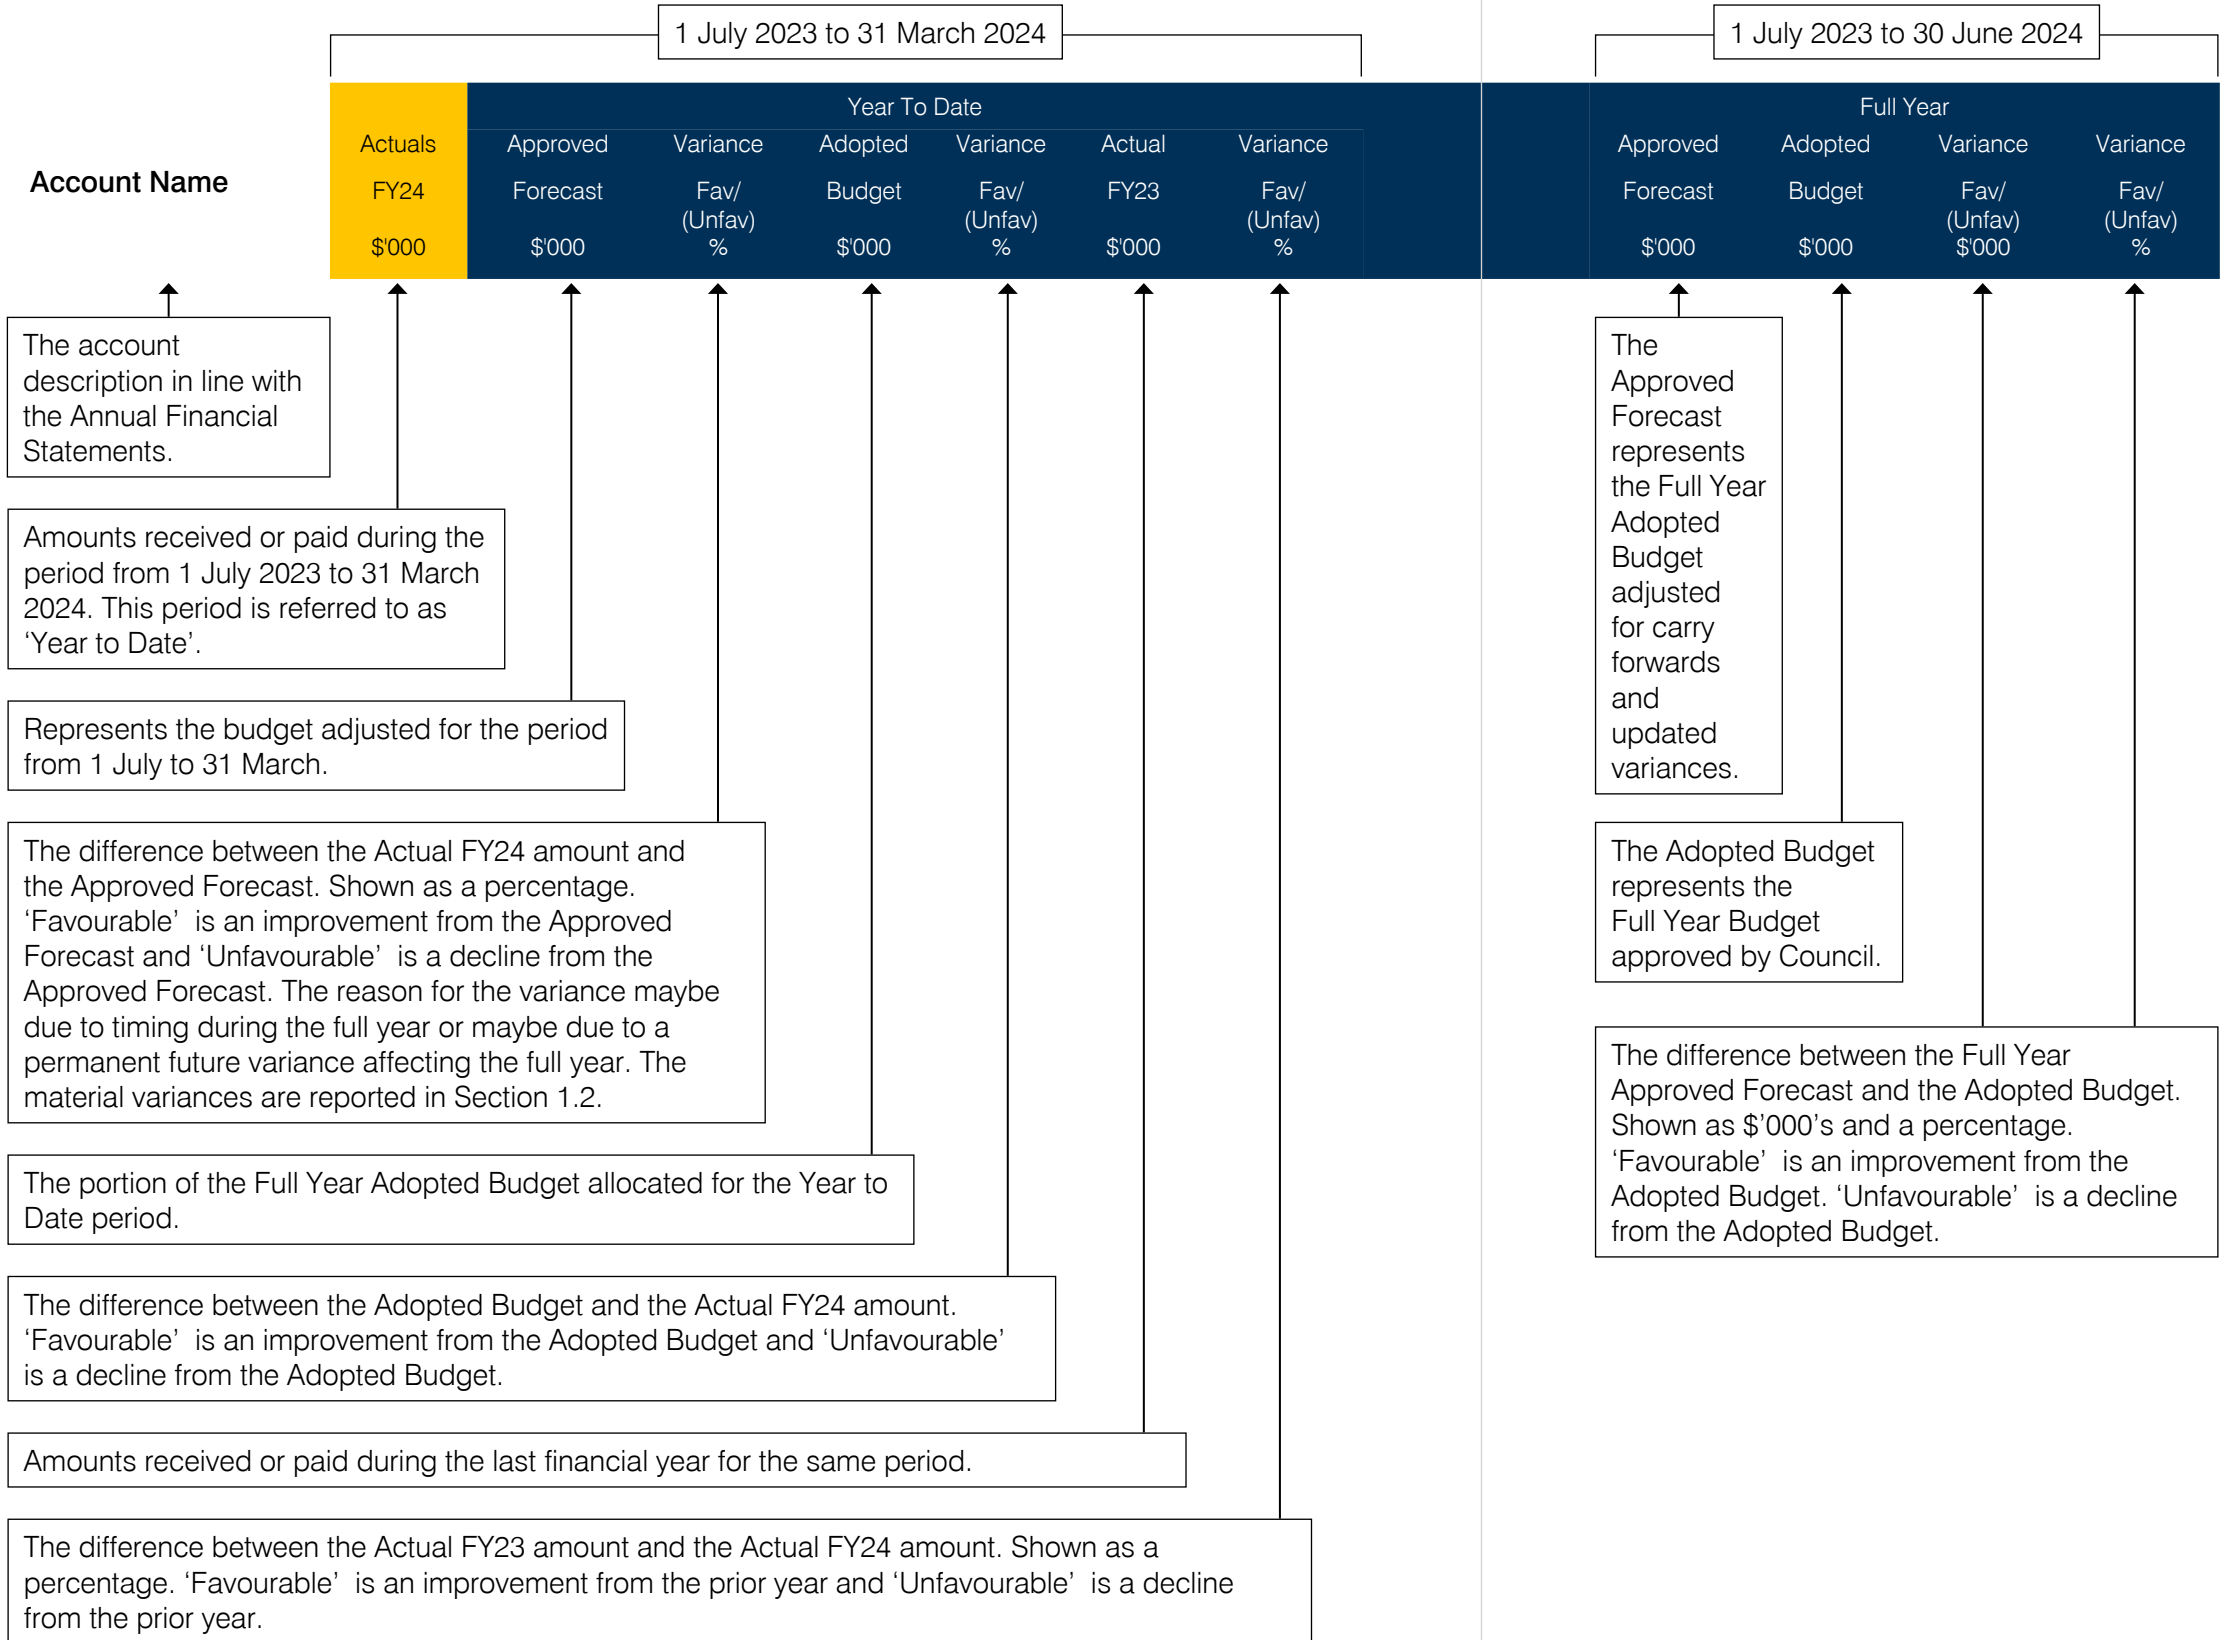 1 July 2023 to 31 March 2024
1 July 2023 to 30 June 2024
Account Name
Year To Date
Actuals Approved Variance Adopted Variance Actual Variance
FY24 Forecast Fav/ Budget Fav/ FY23 Fav/
(Unfav) (Unfav) (Unfav)
$'000 $'000 % $'000 % $'000 %
Full Year
Approved Adopted Variance Variance
Forecast Budget Fav/ Fav/
(Unfav) (Unfav)
$'000 $'000 $'000 %
The account
description in line with
the Annual Financial
Statements.
Amounts received or paid during the
period from 1 July 2023 to 31 March
2024. This period is referred to as
‘Year to Date’.
Represents the budget adjusted for the period
from 1 July to 31 March.
The difference between the Actual FY24 amount and
the Approved Forecast. Shown as a percentage.
‘Favourable’ is an improvement from the Approved
Forecast and ‘Unfavourable’ is a decline from the
Approved Forecast. The reason for the variance maybe
due to timing during the full year or maybe due to a
permanent future variance affecting the full year. The
material variances are reported in Section 1.2.
The portion of the Full Year Adopted Budget allocated for the Year to
Date period.
The difference between the Adopted Budget and the Actual FY24 amount.
‘Favourable’ is an improvement from the Adopted Budget and ‘Unfavourable’
is a decline from the Adopted Budget.
Amounts received or paid during the last financial year for the same period.
The difference between the Actual FY23 amount and the Actual FY24 amount. Shown as a
percentage. ‘Favourable’ is an improvement from the prior year and ‘Unfavourable’ is a decline
from the prior year.
The
Approved
Forecast
represents
the Full Year
Adopted
Budget
adjusted
for carry
forwards
and
updated
variances.
The Adopted Budget
represents the
Full Year Budget
approved by Council.
The difference between the Full Year
Approved Forecast and the Adopted Budget.
Shown as $’000’s and a percentage.
‘Favourable’ is an improvement from the
Adopted Budget. ‘Unfavourable’ is a decline
from the Adopted Budget.